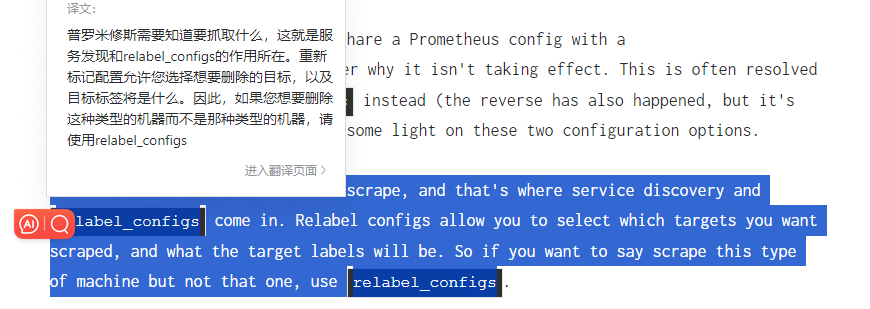 译文:
普罗米修斯需要知道要抓取什么，这就是服
务发现和relabel_configs的作用所在。重新
标记配置允许您选择想要删除的目标，以及
目标标签将是什么。因此，如果您想要删除
这种类型的机器而不是那种类型的机器，请
使用relabel_configs
进入翻译页面
hare a Prometheus config with a
er why it isn't taking effect. This is often resolved
instead (the reverse has also happened, but it's
some light on these two configuration options.
scrape, and that's where service discovery and
label_configs come in. Relabel configs allow you to select which targets you want
scraped, and what the target labels will be. So if you want to say scrape this type
of machine but not that one, use relabel_configs.
AI